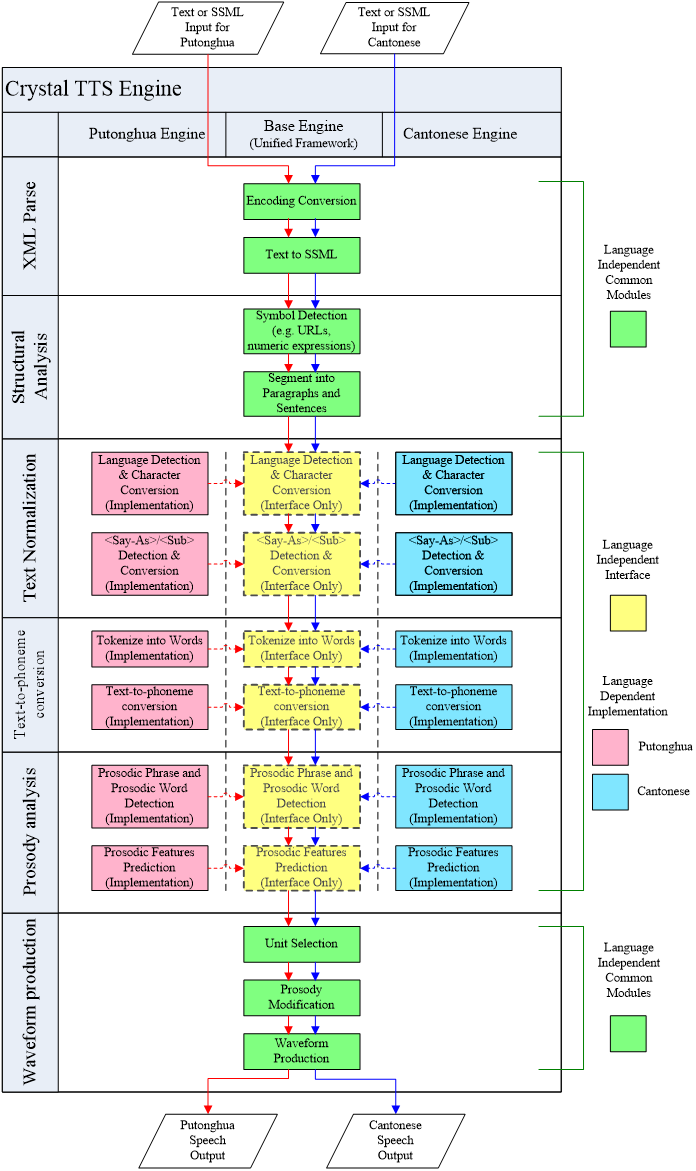 Text or SSML
Input for
Putonghua
Text or SSML
Input for
Cantonese
Crystal TTS Engine
Putonghua Engine
Base Engine
(Unified Framework)
Cantonese Engine
XML Parse
Encoding Conversion
Text to SSML
Language
Independent
Common
Modules
Structural
Analysis
Symbol Detection
(e.g. URLs,
numeric expressions)
Segment into
Paragraphs and
Sentences
Text Normalization
Language Detection
& Character
Conversion
(Implementation)
Language Detection
& Character
Conversion
(Interface Only)
Language Detection
& Character
Conversion
(Implementation)
<Say-As>/<Sub>
Detection &
Conversion
(Implementation)
<Say-As>/<Sub>
Detection &
Conversion
(Interface Only)
<Say-As>/<Sub>
Detection &
Conversion
(Implementation)
Language
Independent
Interface
Text-to-phoneme
conversion
Tokenize into Words
(Implementation)
Tokenize into Words
(Interface Only)
Tokenize into Words
(Implementation)
Text-to-phoneme
conversion
(Implementation)
Text-to-phoneme
conversion
(Interface Only)
Text-to-phoneme
conversion
(Implementation)
Language
Dependent
Implementation
Putonghua
Cantonese
Prosody analysis
Prosodic Phrase and
Prosodic Word
Detection
(Implementation)
Prosodic Phrase and
Prosodic Word
Detection
(Interface Only)
Prosodic Phrase and
Prosodic Word
Detection
(Implementation)
Prosodic Features
Prediction
(Implementation)
Prosodic Features
Prediction
(Interface Only)
Prosodic Features
Prediction
(Implementation)
Waveform production
Unit Selection
Prosody
Modification
Waveform
Production
Language
Independent
Common
Modules
Putonghua
Speech
Output
Cantonese
Speech
Output